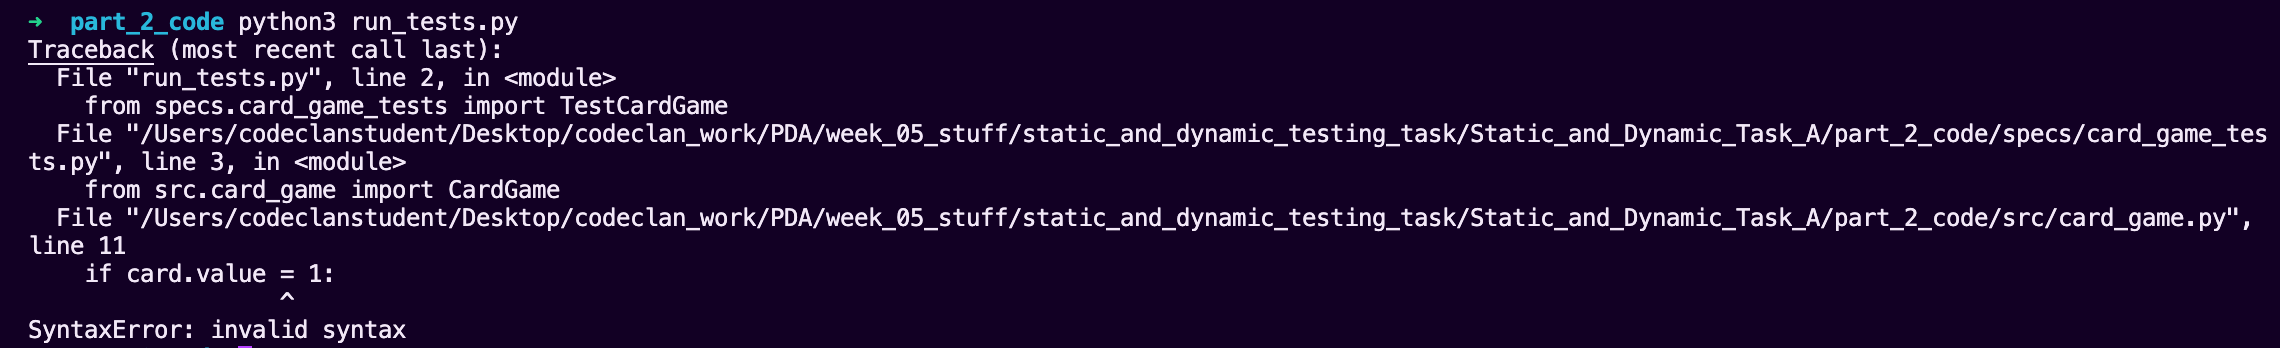 ➜  part_2_code python3 run_tests.py
Traceback (most recent call last):
  File "run_tests.py", line 2, in <module>
    from specs.card_game_tests import TestCardGame
  File "/Users/codeclanstudent/Desktop/codeclan_work/PDA/week_05_stuff/static_and_dynamic_testing_task/Static_and_Dynamic_Task_A/part_2_code/specs/card_game_tes
ts.py", line 3, in <module>
    from src.card_game import CardGame
  File "/Users/codeclanstudent/Desktop/codeclan_work/PDA/week_05_stuff/static_and_dynamic_testing_task/Static_and_Dynamic_Task_A/part_2_code/src/card_game.py",
line 11
    if card.value = 1:
                  ^
SyntaxError: invalid syntax